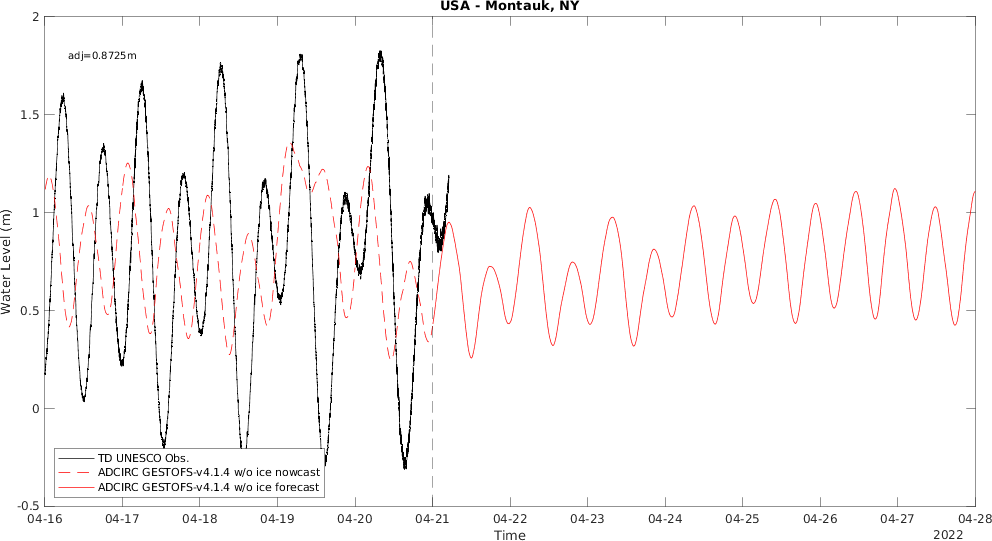 USA - Montauk, NY
2
adj=0.8725m
1.5
1
Water Level (m)
0.5
0
TD UNESCO Obs.
ADCIRC GESTOFS-v4.1.4 w/o ice nowcast
ADCIRC GESTOFS-v4.1.4 w/o ice forecast
-0.5
04-16 04-17 04-18 04-19 04-20 04-21 04-22 04-23 04-24 04-25 04-26 04-27 04-28
Time
2022